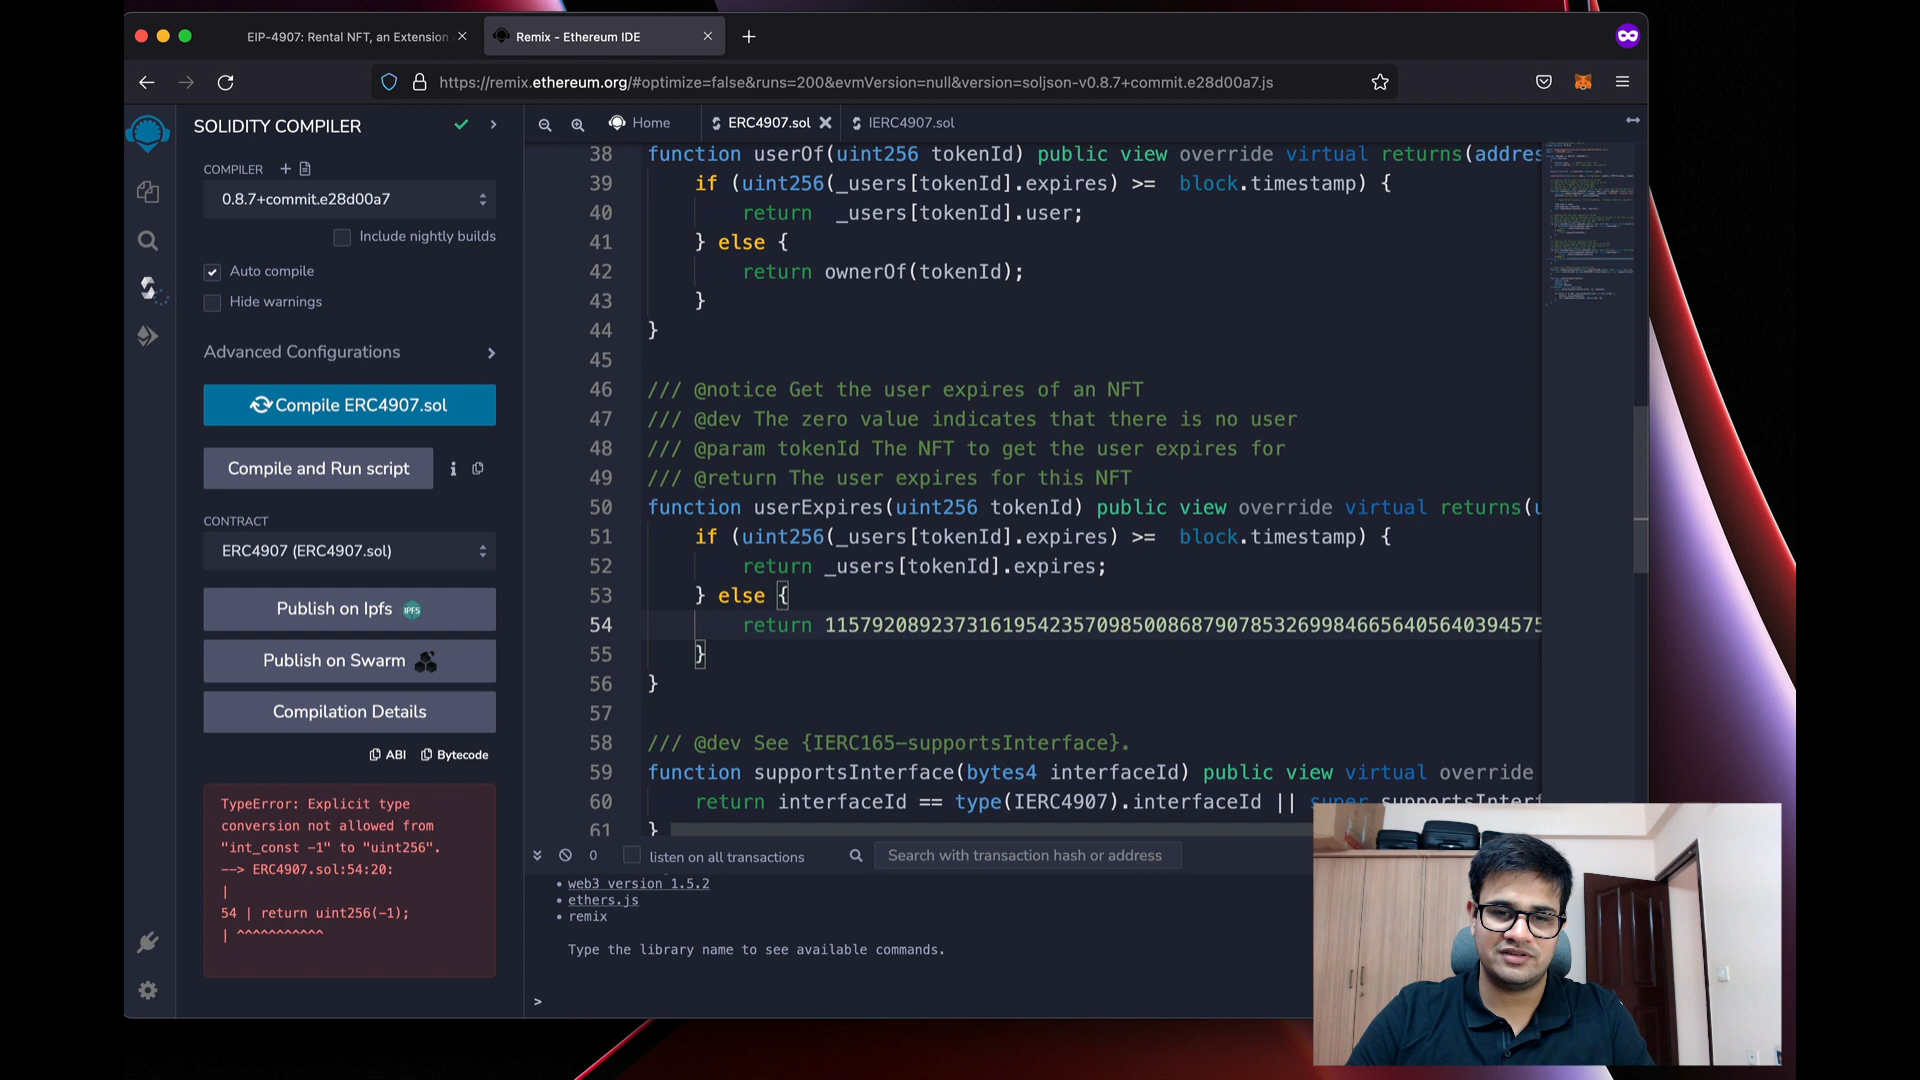 EIP-4907: Rental NFT, an Extension
Remix - Ethereum IDE
https://remix.ethereum.org/#optimize=false&runs=200&evmVersion=null&version=soljson-v0.8.7+commit.e28d00a7.js
SOLIDITY COMPILER
COMPILER
0.8.7+commit.e28d00a7
Include nightly builds
Auto compile
Hide warnings
Advanced Configurations
Compile ERC4907.sol
Compile and Run script
CONTRACT
ERC4907 (ERC4907.sol)
Publish on Ipfs IPFS
Publish on Swarm
Compilation Details
ABI Bytecode
TypeError: Explicit type
conversion not allowed from
"int_const -1" to "uint256".
--> ERC4907.sol:54:20:
|
54 | return uint256(-1);
| ^^^^^^^^^^^
Home
ERC4907.sol
IERC4907.sol
38 function userOf(uint256 tokenId) public view override virtual returns(addres
39 if (uint256(_users[tokenId].expires) >= block.timestamp) {
40 return _users[tokenId].user;
41 } else {
42 return ownerOf(tokenId);
43 }
44 }
45
46 /// @notice Get the user expires of an NFT
47 /// @dev The zero value indicates that there is no user
48 /// @param tokenId The NFT to get the user expires for
49 /// @return The user expires for this NFT
50 function userExpires(uint256 tokenId) public view override virtual returns(u
51 if (uint256(_users[tokenId].expires) >= block.timestamp) {
52 return _users[tokenId].expires;
53 } else {
54 return 1157920892373161954235709850086879078532699846656405640394575
55 }
56 }
57
58 /// @dev See {IERC165-supportsInterface}.
59 function supportsInterface(bytes4 interfaceId) public view virtual override
60 return interfaceId == type(IERC4907).interfaceId || super.supportsInterf
61 }
0
listen on all transactions
Search with transaction hash or address
• web3 version 1.5.2
• ethers.js
• remix
Type the library name to see available commands.
>